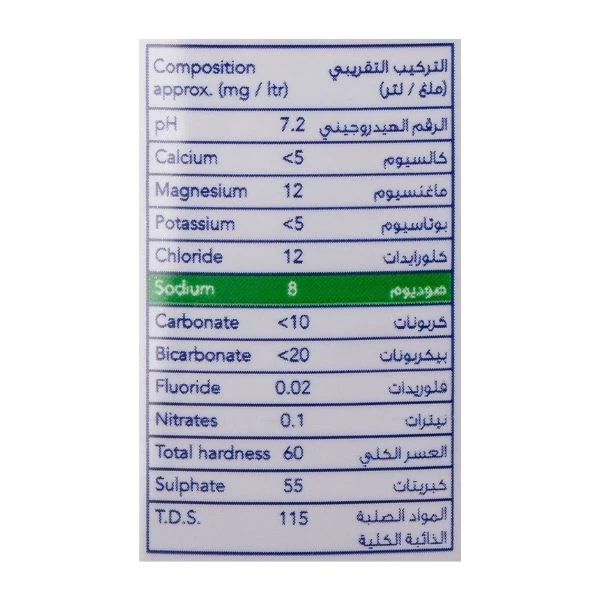 Composition التركيب التقريبي
approx. (mg / ltr) (ملغ / لتر)
pH 7.2 الرقم الهيدروجيني
Calcium <5 كالسيوم
Magnesium 12 ماغنسيوم
Potassium <5 بوتاسيوم
Chloride 12 كلورايدات
Sodium 8 صوديوم
Carbonate <10 كربونات
Bicarbonate <20 بيكربونات
Fluoride 0.02 فلوريدات
Nitrates 0.1 نيترات
Total hardness 60 العسر الكلي
Sulphate 55 كبريتات
T.D.S. 115 المواد الصلبة
الذائبة الكلية